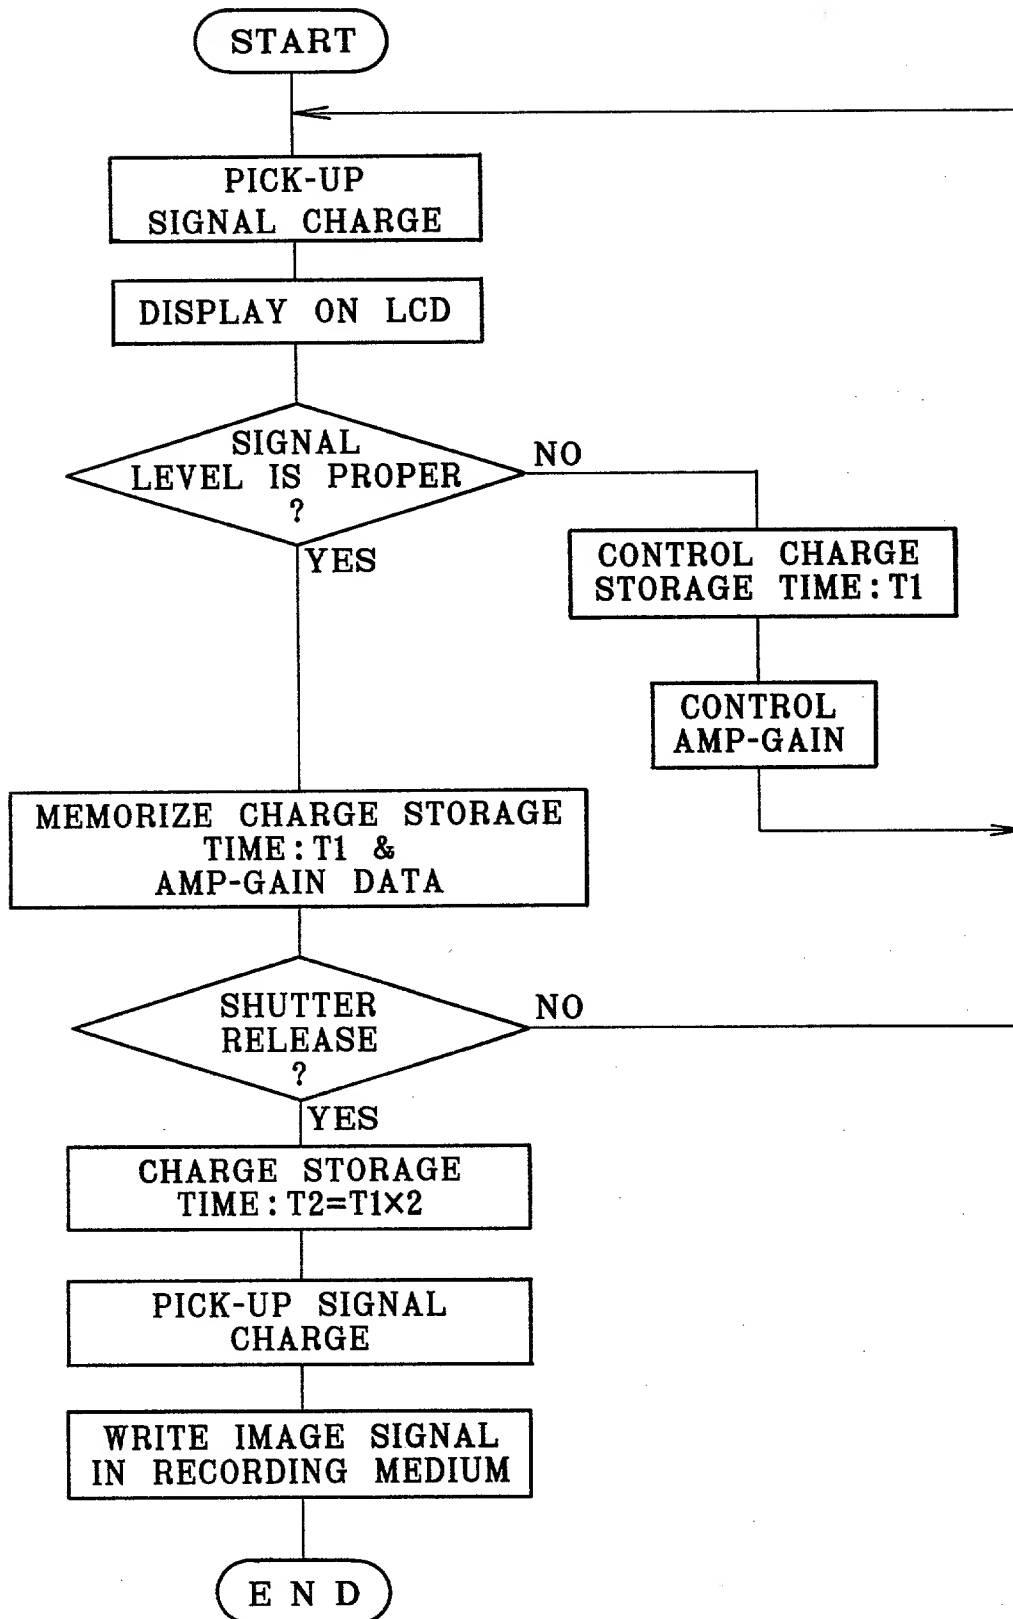 START
PICK-UP
SIGNAL CHARGE
DISPLAY ON LCD
SIGNAL
LEVEL IS PROPER
?
NO
YES
CONTROL CHARGE
STORAGE TIME:T1
CONTROL
AMP-GAIN
MEMORIZE CHARGE STORAGE
TIME:T1 &
AMP-GAIN DATA
SHUTTER
RELEASE
?
NO
YES
CHARGE STORAGE
TIME:T2=T1×2
PICK-UP SIGNAL
CHARGE
WRITE IMAGE SIGNAL
IN RECORDING MEDIUM
END